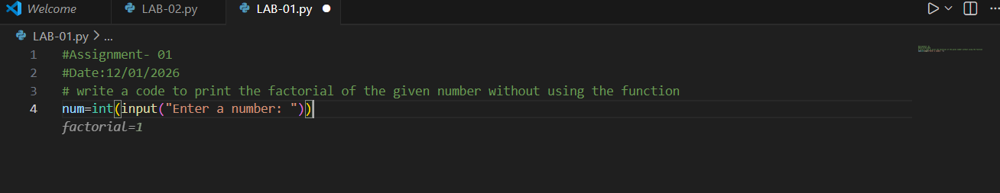 Welcome
LAB-02.py
LAB-01.py
LAB-01.py > ...
1 #Assignment- 01
2 #Date:12/01/2026
3 # write a code to print the factorial of the given number without using the function
4 num=int(input("Enter a number: "))
factorial=1